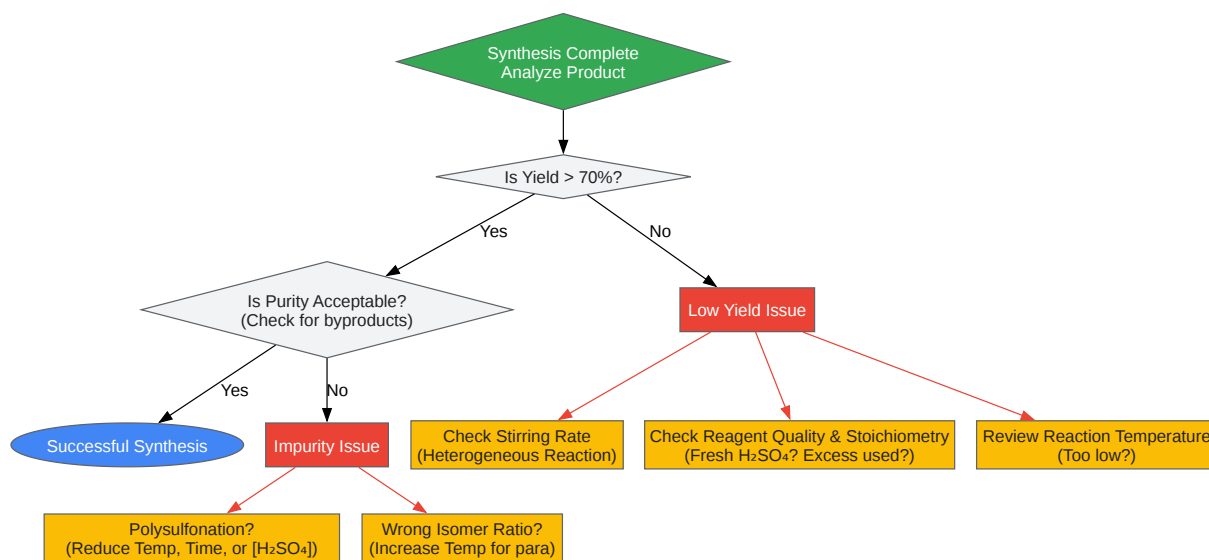 Synthesis Complete
Analyze Product
Is Yield > 70%?
Yes
No
Is Purity Acceptable?
(Check for byproducts)
Low Yield Issue
Yes
No
Successful Synthesis
Impurity Issue
Check Stirring Rate
(Heterogeneous Reaction)
Check Reagent Quality & Stoichiometry
(Fresh H₂SO₄? Excess used?)
Review Reaction Temperature
(Too low?)
Polysulfonation?
(Reduce Temp, Time, or [H₂SO₄])
Wrong Isomer Ratio?
(Increase Temp for para)